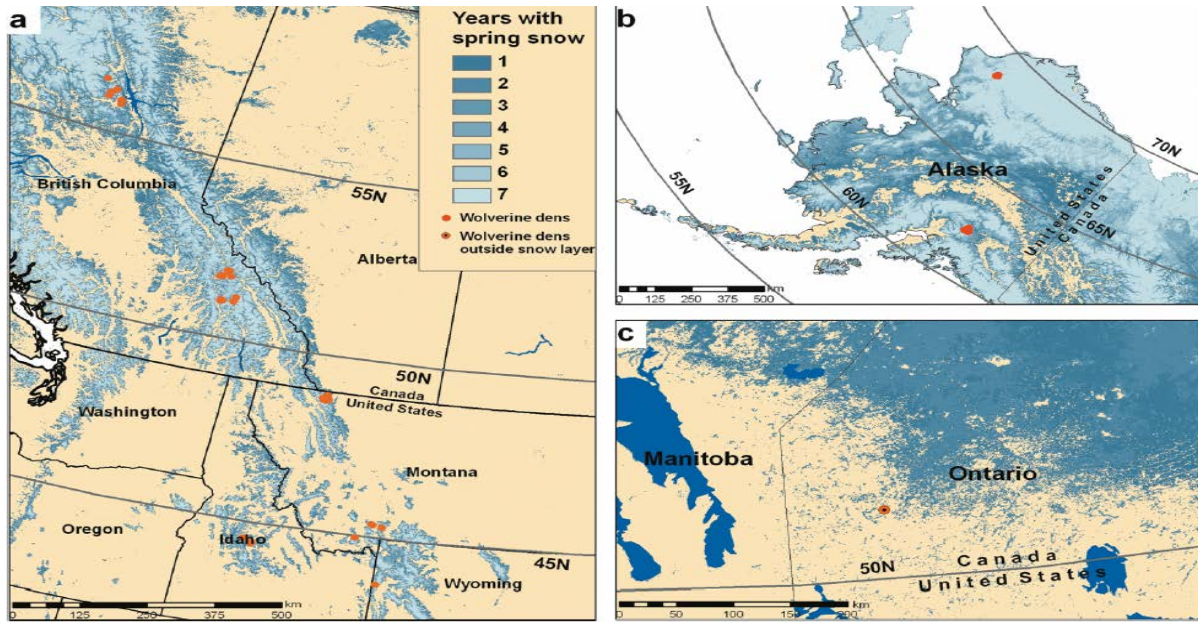 a
Years with
spring snow
1
2
3
4
5
6
7
Wolverine dens
Wolverine dens
outside snow layer
British Columbia
55N
Alberta
50N
Canada
United States
Washington
Montana
Oregon
Idaho
45N
Wyoming
0 125 250 375 500
km
b
70N
55N
Alaska
60N
United States
Canada
65N
km
0 125 250 375 500
c
Manitoba
Ontario
50N
Canada
United States
km
0 50 100 150 200